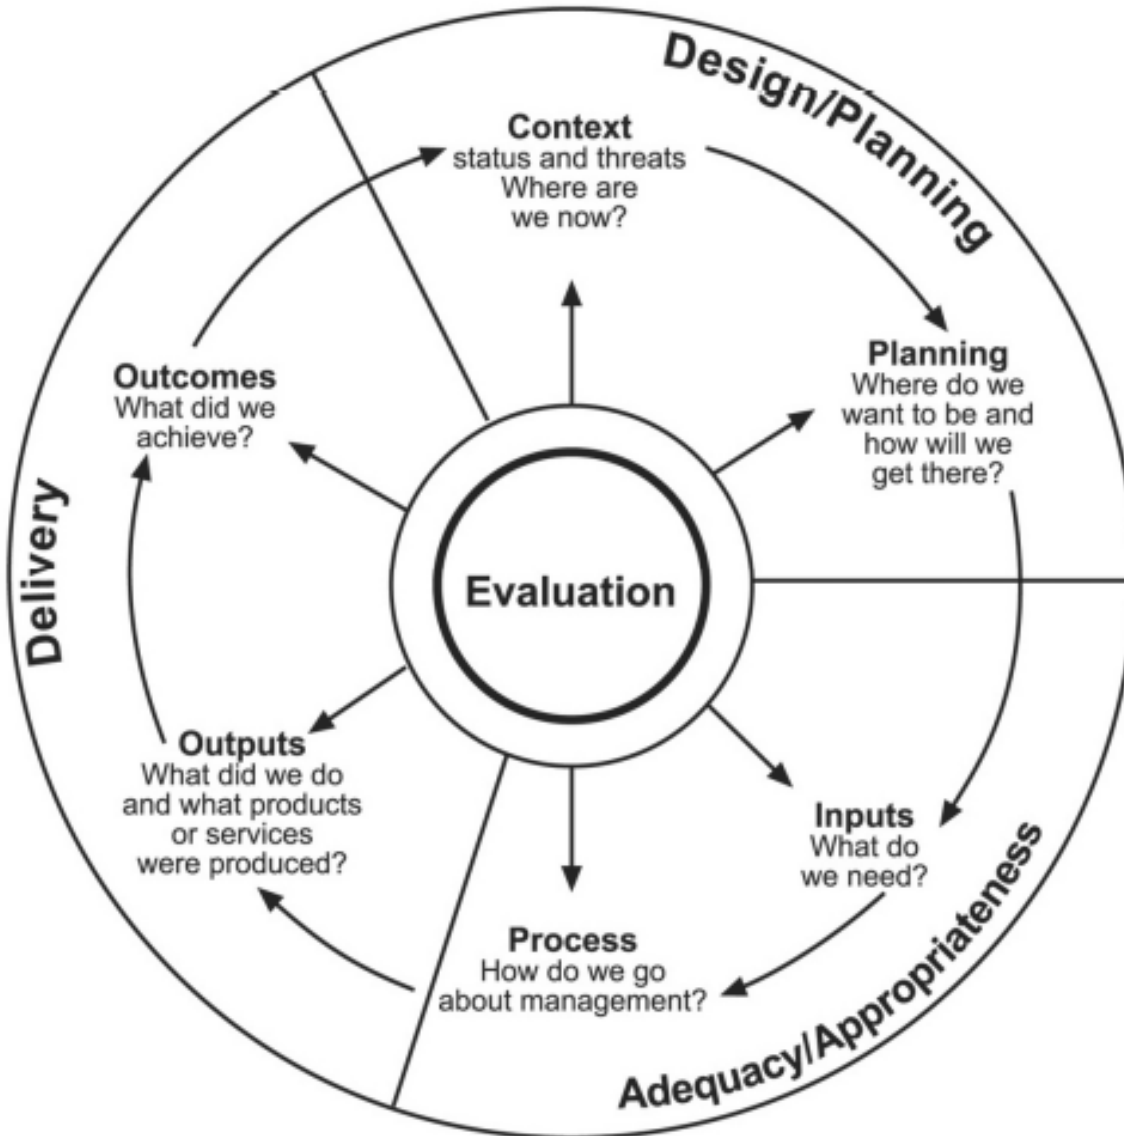 Design/Planning
Context
status and threats
Where are
we now?
Planning
Where do we
want to be and
how will we
get there?
Inputs
What do
we need?
Adequacy/Appropriateness
Process
How do we go
about management?
Outputs
What did we do
and what products
or services
were produced?
Delivery
Outcomes
What did we
achieve?
Evaluation